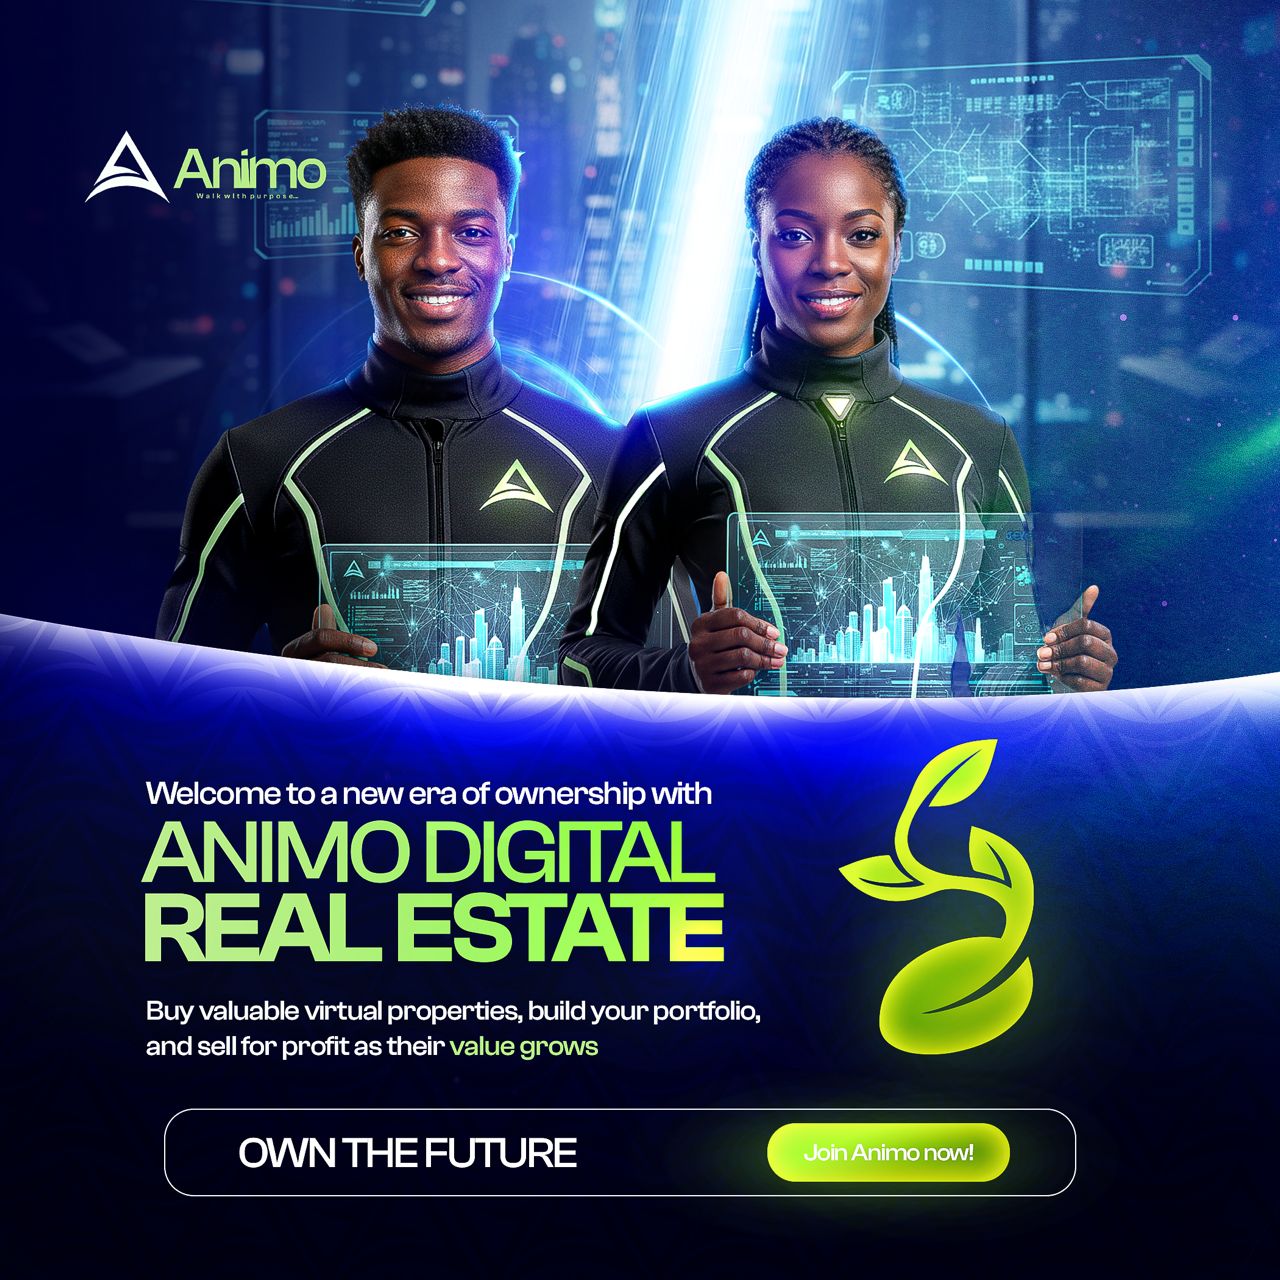 Animo
Walk with purpose...
Welcome to a new era of ownership with
ANIMO DIGITAL
REAL ESTATE
Buy valuable virtual properties, build your portfolio,
and sell for profit as their value grows
OWN THE FUTURE
Join Animo now!